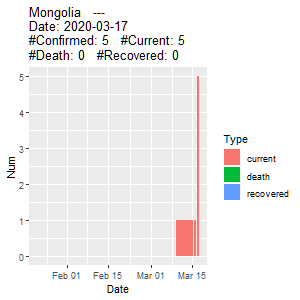 Mongolia   ---
Date: 2020-03-17
#Confirmed: 5   #Current: 5
#Death: 0   #Recovered: 0
5
4
3
2
1
0
Num
Feb 01   Feb 15   Mar 01   Mar 15
Date
Type
current
death
recovered